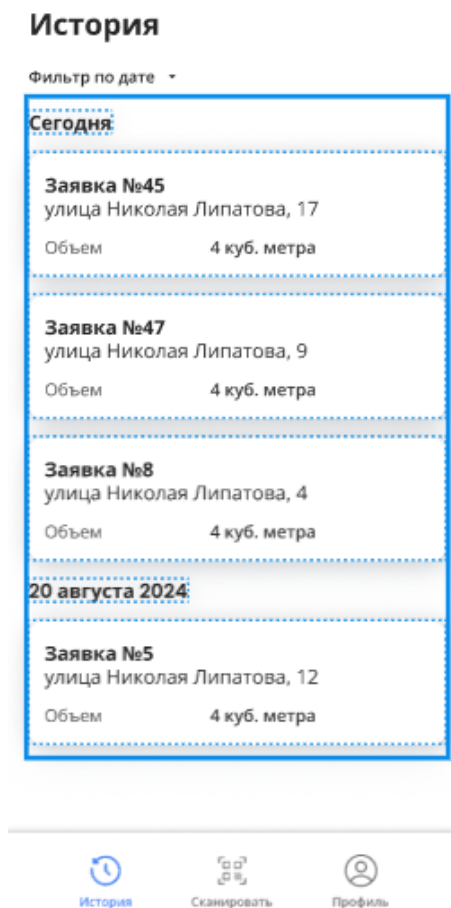 История
Фильтр по дате
Сегодня
Заявка №45
улица Николая Липатова, 17
Объем 4 куб. метра
Заявка №47
улица Николая Липатова, 9
Объем 4 куб. метра
Заявка №8
улица Николая Липатова, 4
Объем 4 куб. метра
20 августа 2024
Заявка №5
улица Николая Липатова, 12
Объем 4 куб. метра
История Сканировать Профиль